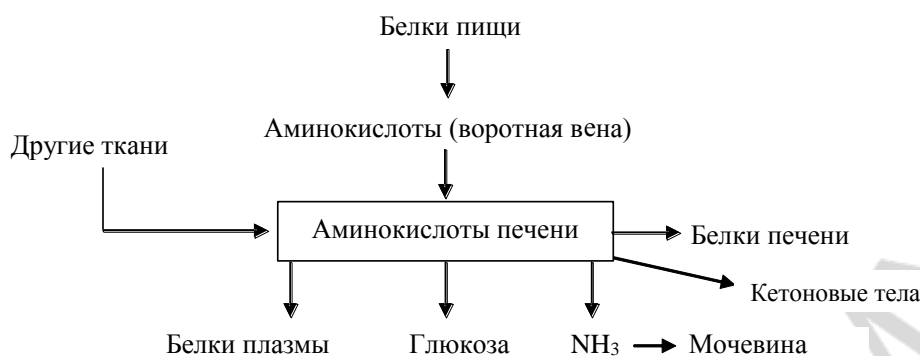 Белки пищи
Аминокислоты (воротная вена)
Другие ткани
Аминокислоты печени
Белки печени
Кетоновые тела
Белки плазмы
Глюкоза
NH₃
Мочевина